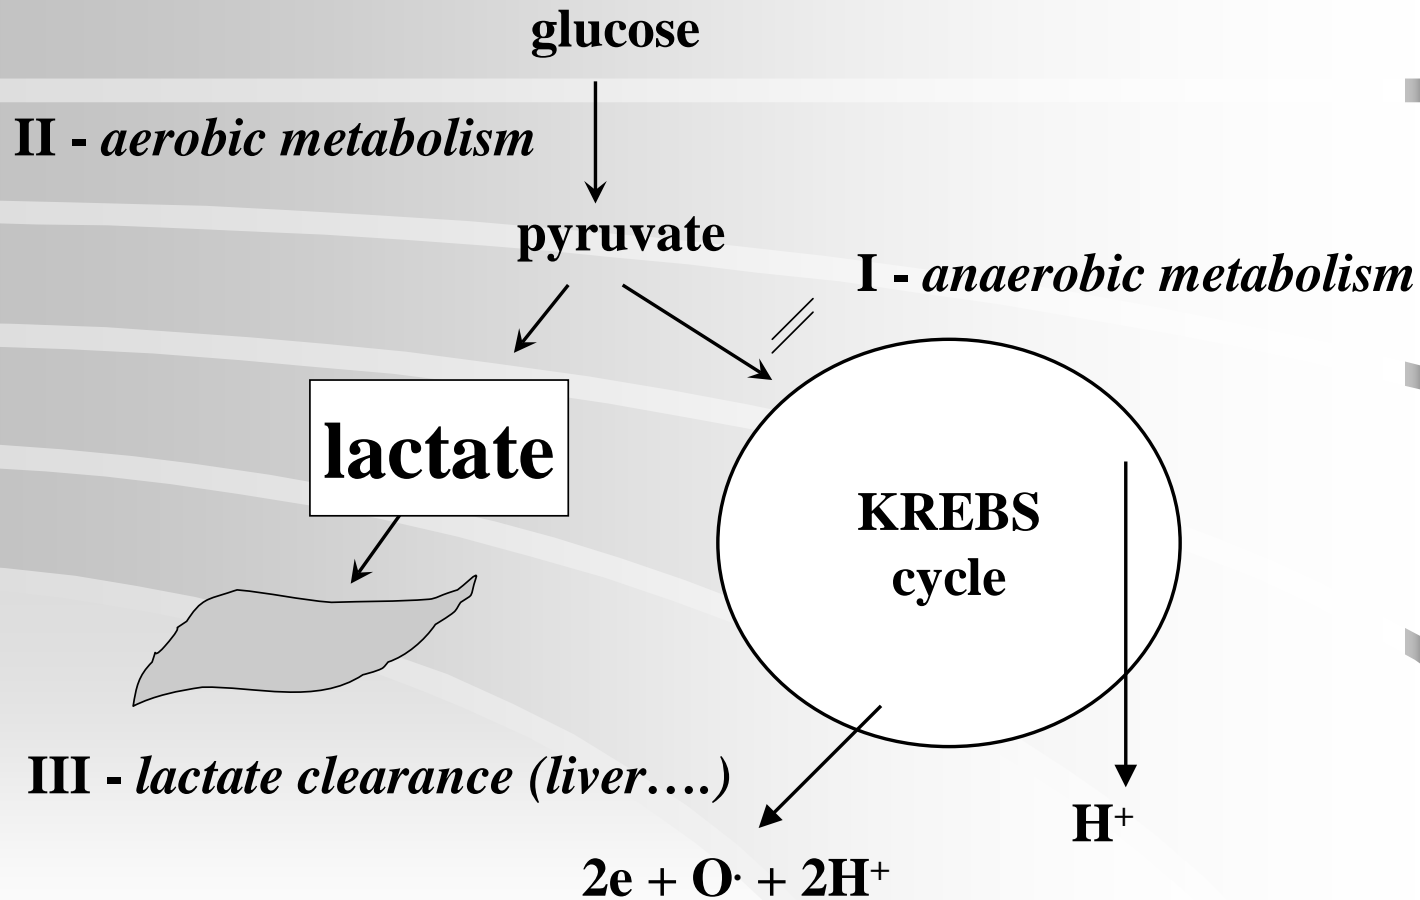 glucose
II - aerobic metabolism
pyruvate
I - anaerobic metabolism
lactate
KREBS
cycle
III - lactate clearance (liver….)
H⁺
2e + O· + 2H⁺